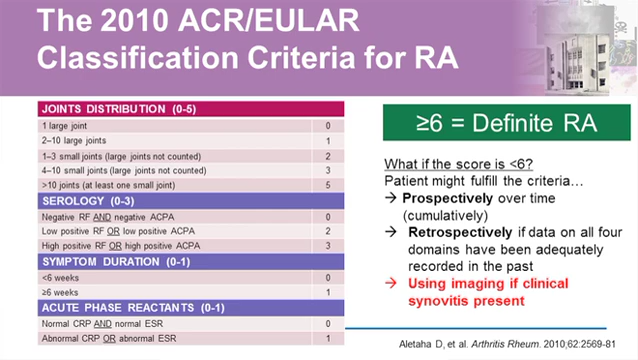 The 2010 ACR/EULAR
Classification Criteria for RA
JOINTS DISTRIBUTION (0-5)
1 large joint 0
2–10 large joints 1
1–3 small joints (large joints not counted) 2
4–10 small joints (large joints not counted) 3
>10 joints (at least one small joint) 5
SEROLOGY (0-3)
Negative RF AND negative ACPA 0
Low positive RF OR low positive ACPA 2
High positive RF OR high positive ACPA 3
SYMPTOM DURATION (0-1)
<6 weeks 0
≥6 weeks 1
ACUTE PHASE REACTANTS (0-1)
Normal CRP AND normal ESR 0
Abnormal CRP OR abnormal ESR 1
≥6 = Definite RA
What if the score is <6?
Patient might fulfill the criteria…
→ Prospectively over time
(cumulatively)
→ Retrospectively if data on all four
domains have been adequately
recorded in the past
→ Using imaging if clinical
synovitis present
Aletaha D, et al. Arthritis Rheum. 2010;62:2569-81